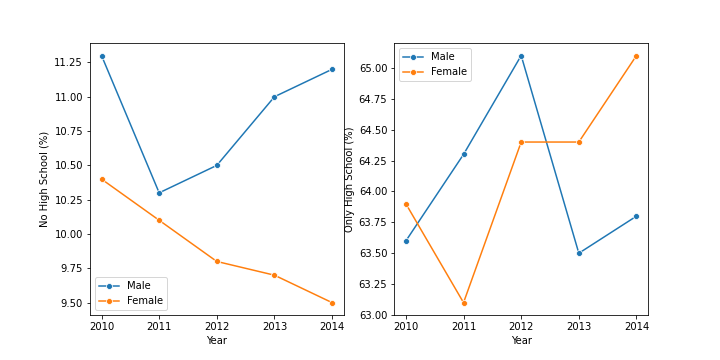 No High School (%)
11.25
11.00
10.75
10.50
10.25
10.00
9.75
9.50
Male
Female
2010 2011 2012 2013 2014
Year
Only High School (%)
65.00
64.75
64.50
64.25
64.00
63.75
63.50
63.25
63.00
Male
Female
2010 2011 2012 2013 2014
Year